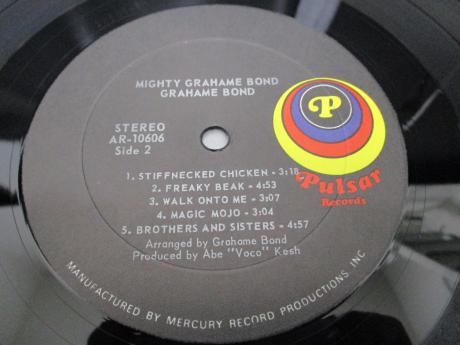 MIGHTY GRAHAME BOND
GRAHAME BOND
STEREO
AR-10606
Side 2
P
Pulsar
Records
1. STIFFNECKED CHICKEN - 3:18
2. FREAKY BEAK - 4:53
3. WALK ONTO ME - 3:07
4. MAGIC MOJO - 3:04
5. BROTHERS AND SISTERS - 4:57
Arranged by Grahame Bond
Produced by Abe "Voco" Kesh
MANUFACTURED BY MERCURY RECORD PRODUCTIONS, INC